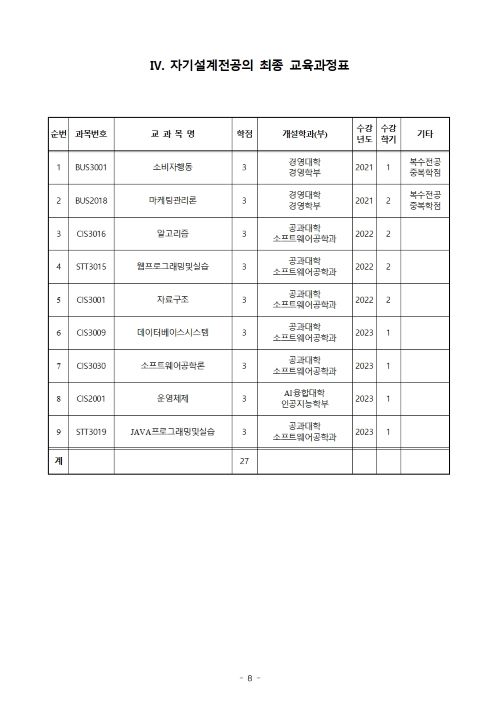 IV. 자기설계전공의 최종 교육과정표
순번 과목번호 교 과 목 명 학점 개설학과(부) 수강 년도 수강 학기 기타
1 BUS3001 소비자행동 3 경영대학 경영학부 2021 1 복수전공 중복학점
2 BUS2018 마케팅관리론 3 경영대학 경영학부 2021 2 복수전공 중복학점
3 CIS3016 알고리즘 3 공과대학 소프트웨어공학과 2022 2
4 STT3015 웹프로그래밍및실습 3 공과대학 소프트웨어공학과 2022 2
5 CIS3001 자료구조 3 공과대학 소프트웨어공학과 2022 2
6 CIS3009 데이터베이스시스템 3 공과대학 소프트웨어공학과 2023 1
7 CIS3030 소프트웨어공학론 3 공과대학 소프트웨어공학과 2023 1
8 CIS2001 운영체제 3 AI융합대학 인공지능학부 2023 1
9 STT3019 JAVA프로그래밍및실습 3 공과대학 소프트웨어공학과 2023 1
계 27
- 8 -